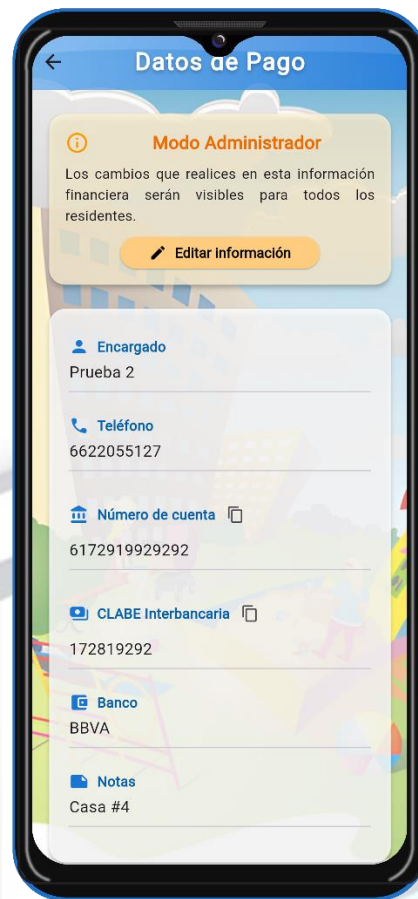 Datos de Pago
Modo Administrador
Los cambios que realices en esta información
financiera serán visibles para todos los
residentes.
Editar información
Encargado
Prueba 2
Teléfono
6622055127
Número de cuenta
6172919929292
CLABE Interbancaria
172819292
Banco
BBVA
Notas
Casa #4